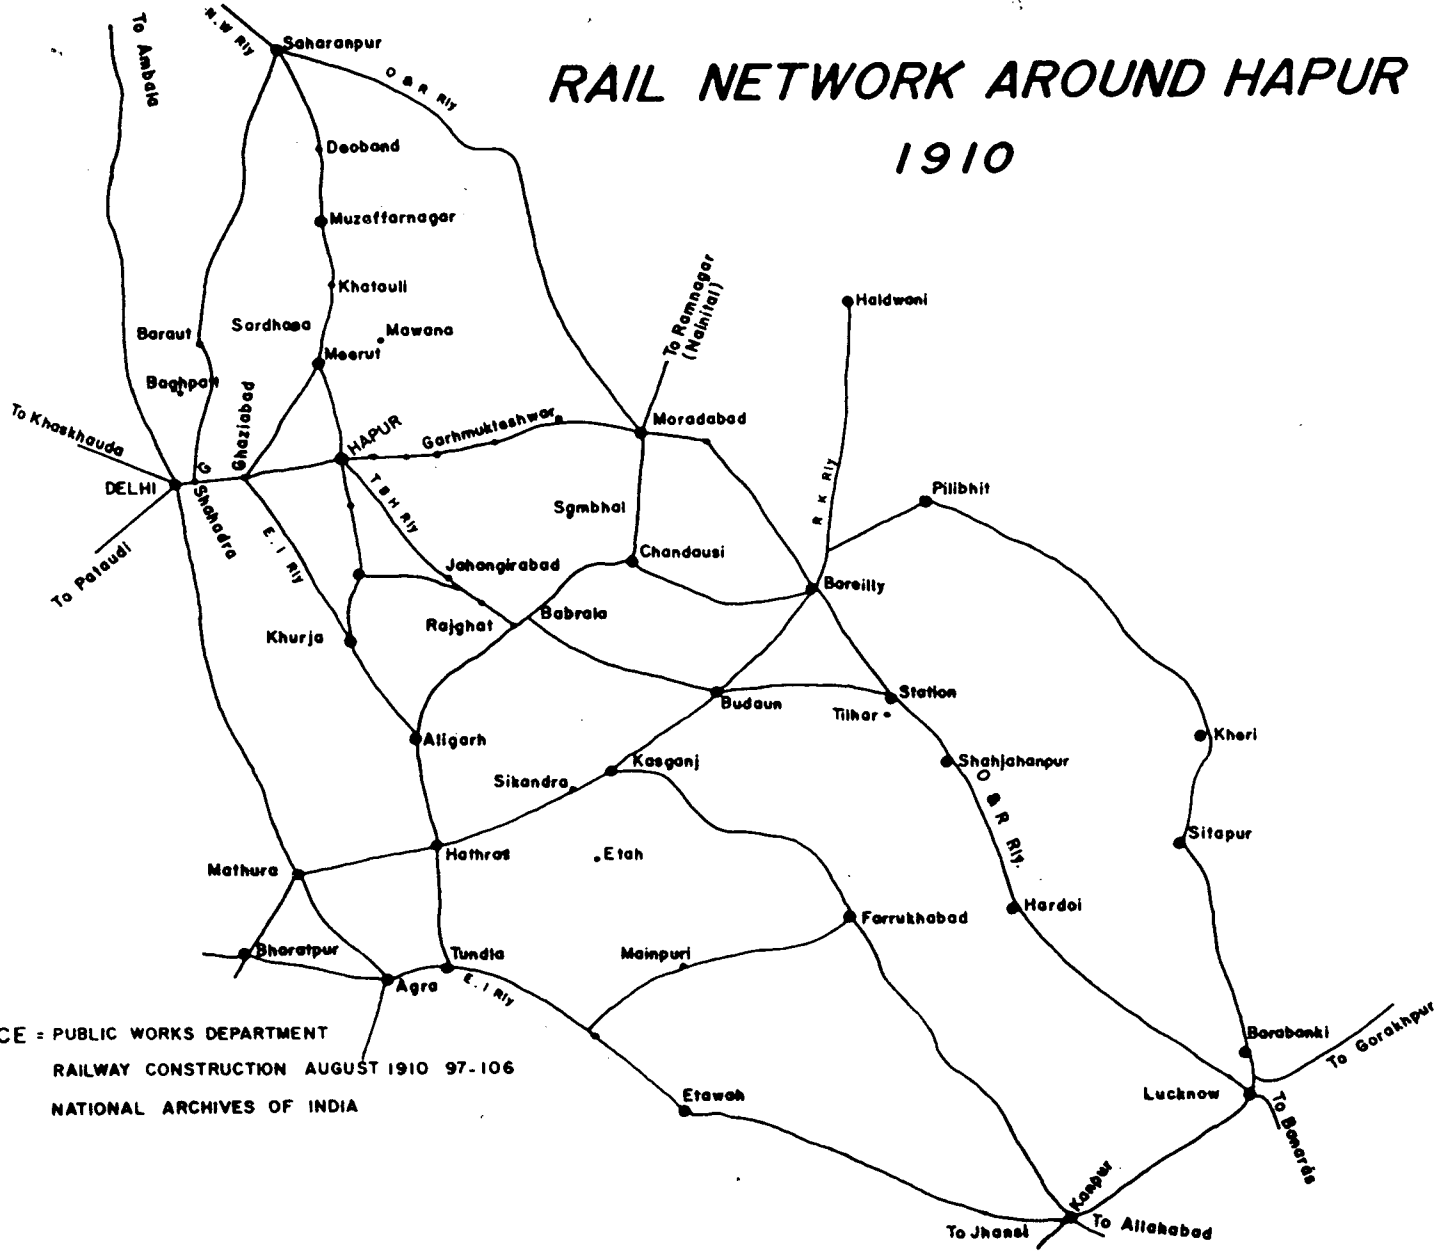 RAIL NETWORK AROUND HAPUR
1910
To Ambala
N.W Rly
Saharanpur
O & R Rly
Deoband
Muzaffarnagar
Khatauli
Sardhana
Mawana
Baraut
Meerut
Baghpat
Ghaziabad
To Khaskhauda
HAPUR
Garhmukteshwar
Moradabad
To Ramnagar
(Nainital)
Haldwani
R K Rly
Pilibhit
DELHI
G
Shahadra
To Pataudi
E. I Rly
T B H Rly
Sambhal
Chandausi
Jahangirabad
Bareilly
Rajghat
Babrala
Khurja
Budaun
Station
Tilhar
Aligarh
Kheri
Sikandra
Kasganj
Shahjahanpur
O & R Rly.
Sitapur
Hathras
Etah
Mathura
Hardoi
Farrukhabad
Bharatpur
Tundla
Mainpuri
Agra
E. I Rly
CE = PUBLIC WORKS DEPARTMENT
RAILWAY CONSTRUCTION AUGUST 1910 97-106
NATIONAL ARCHIVES OF INDIA
Barabanki
To Gorakhpur
Etawah
Lucknow
To Banaras
Kanpur
To Jhansi
To Allahabad